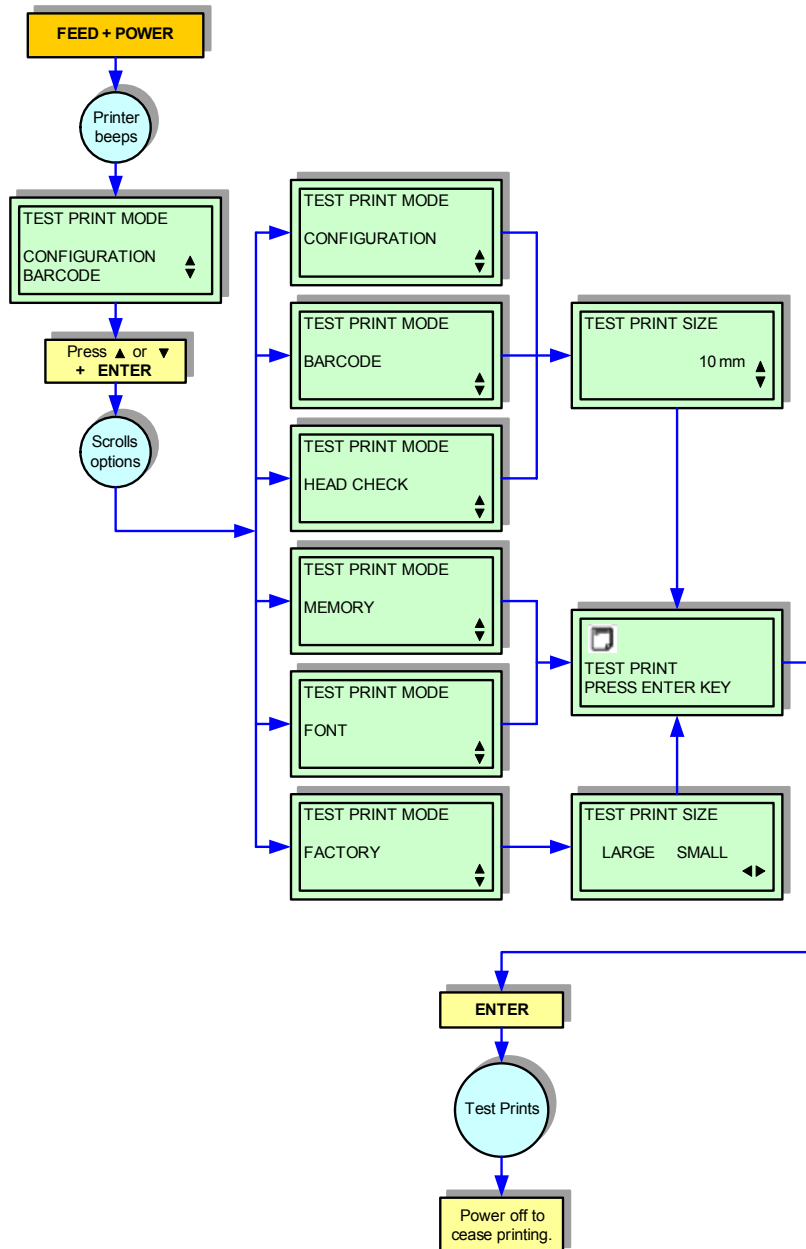 FEED + POWER
Printer
beeps
TEST PRINT MODE
CONFIGURATION
BARCODE
Press ▲ or ▼
+ ENTER
Scrolls
options
TEST PRINT MODE
CONFIGURATION
TEST PRINT MODE
BARCODE
TEST PRINT MODE
HEAD CHECK
TEST PRINT MODE
MEMORY
TEST PRINT MODE
FONT
TEST PRINT MODE
FACTORY
TEST PRINT SIZE
10 mm
TEST PRINT
PRESS ENTER KEY
TEST PRINT SIZE
LARGE SMALL
ENTER
Test Prints
Power off to
cease printing.